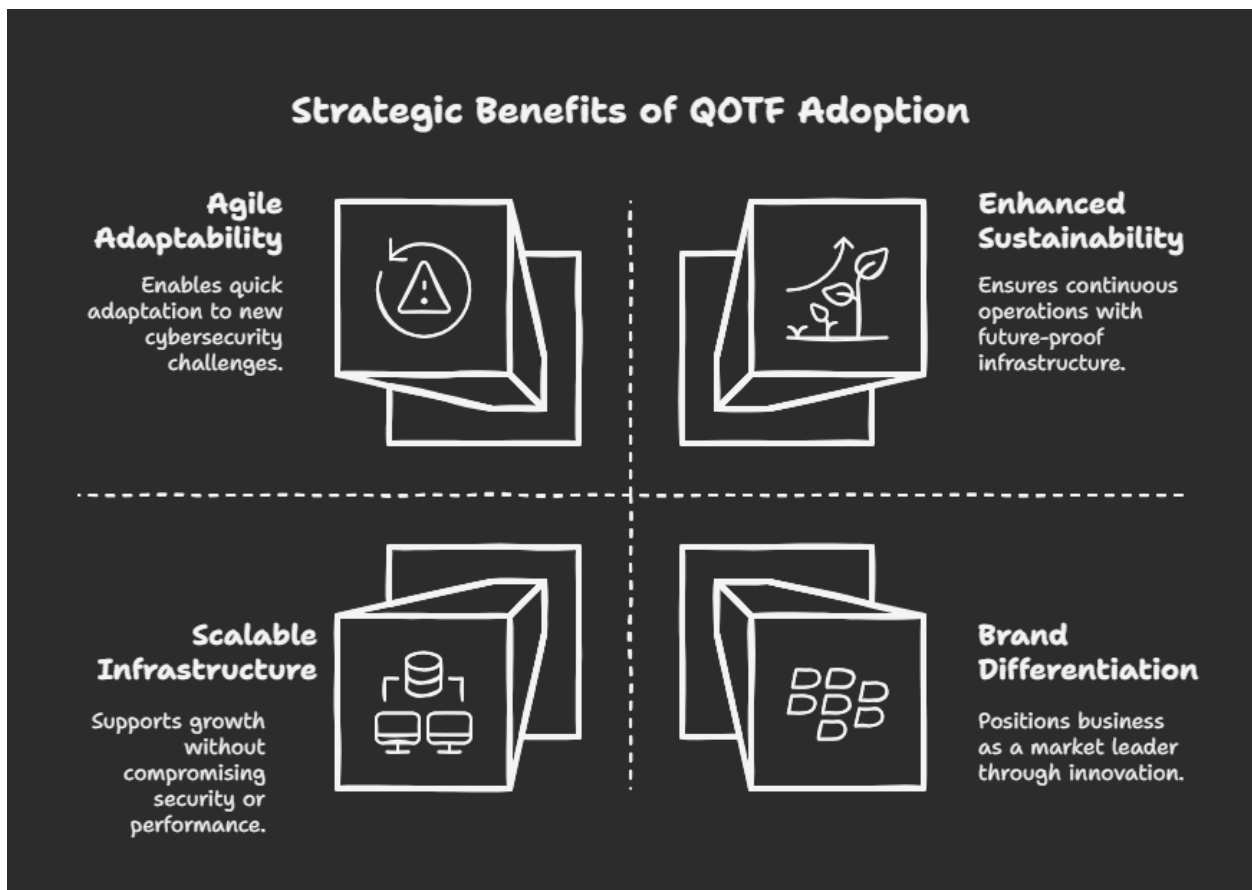 Strategic Benefits of QOTF Adoption
Agile
Adaptability
Enables quick
adaptation to new
cybersecurity
challenges.
Enhanced
Sustainability
Ensures continuous
operations with
future-proof
infrastructure.
Scalable
Infrastructure
Supports growth
without
compromising
security or
performance.
Brand
Differentiation
Positions business
as a market leader
through innovation.